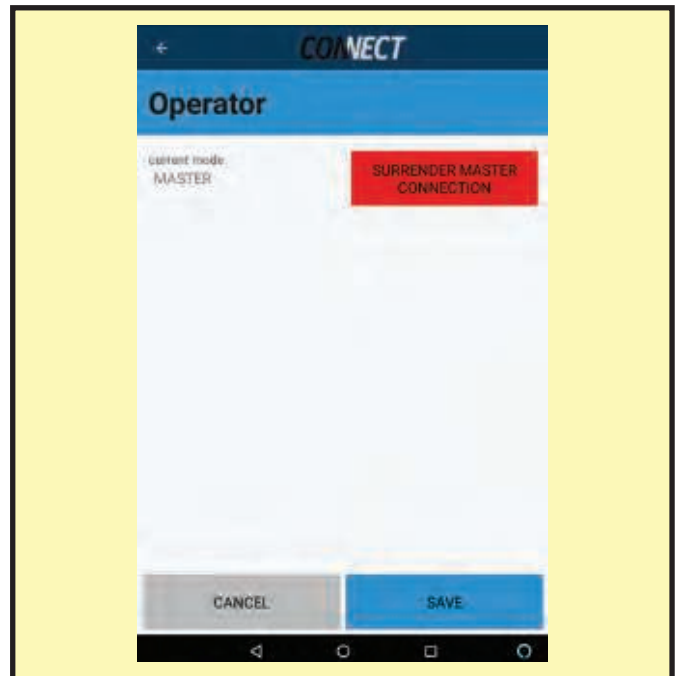 CONNECT
Operator
current mode
MASTER
SURRENDER MASTER
CONNECTION
CANCEL
SAVE